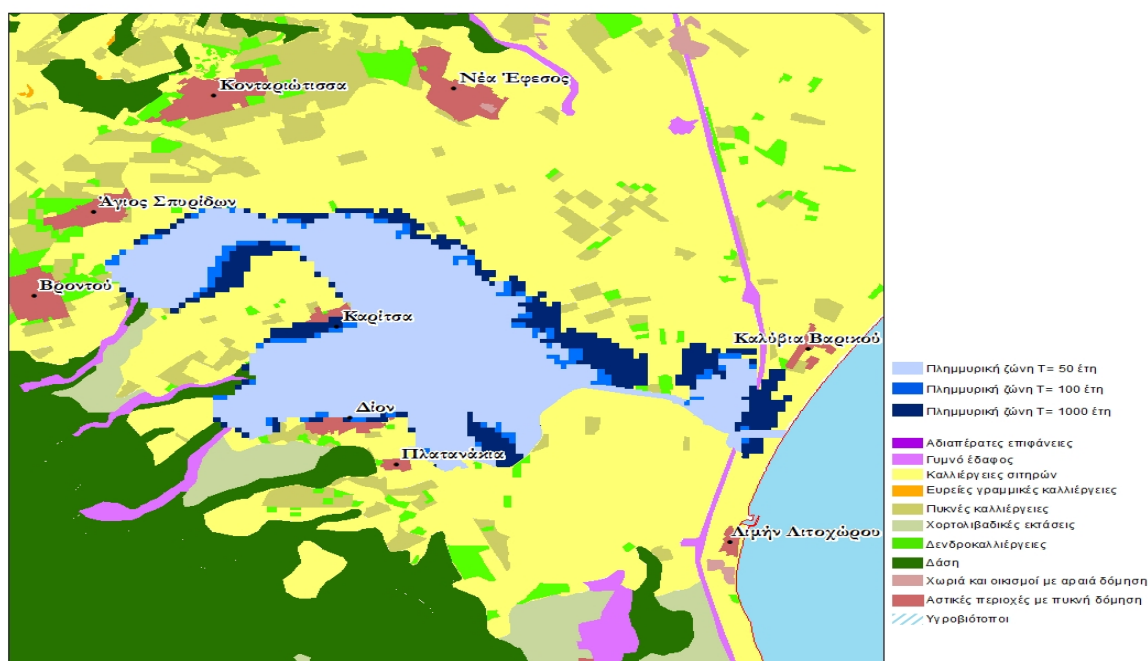 Νέα Έφεσος
Κονταριώτισσα
Άγιος Σπυρίδων
Βροντού
Καρίτσα
Καλύβια Βαρικού
Δίον
Πλατανάκια
Λιμήν Λιτοχώρου
Πλημμυρική ζώνη T= 50 έτη
Πλημμυρική ζώνη T= 100 έτη
Πλημμυρική ζώνη T= 1000 έτη
Αδιαπέρατες επιφάνειες
Γυμνό έδαφος
Καλλιέργειες σιτηρών
Ευρείες γραμμικές καλλιέργειες
Πυκνές καλλιέργειες
Χορτολιβαδικές εκτάσεις
Δενδροκαλλιέργειες
Δάση
Χωριά και οικισμοί με αραιά δόμηση
Αστικές περιοχές με πυκνή δόμηση
Υγροβιότοποι